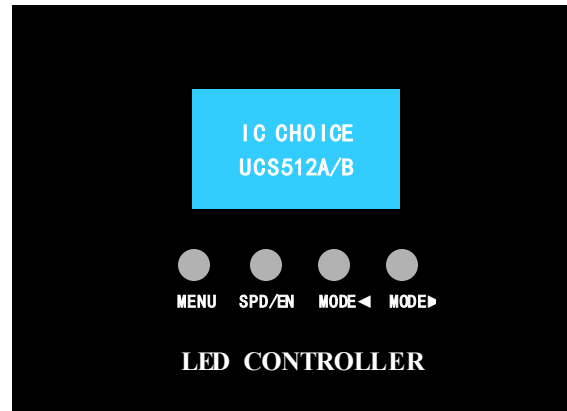 IC CHOICE
UCS512A/B
MENU SPD/EN MODE◀ MODE▶
LED CONTROLLER